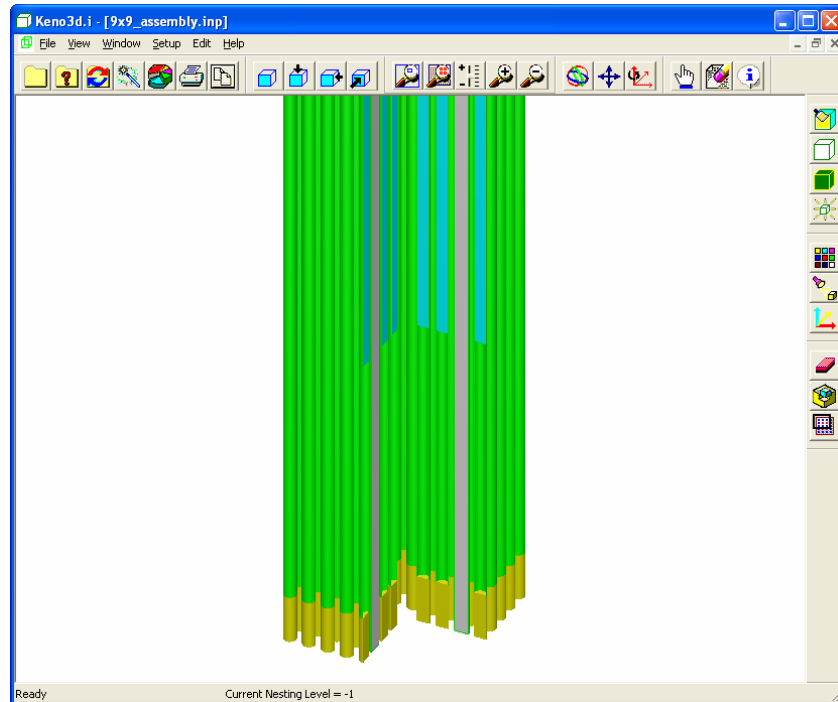 Keno3d.i - [9x9_assembly.inp]
File View Window Setup Edit Help
Ready Current Nesting Level = -1